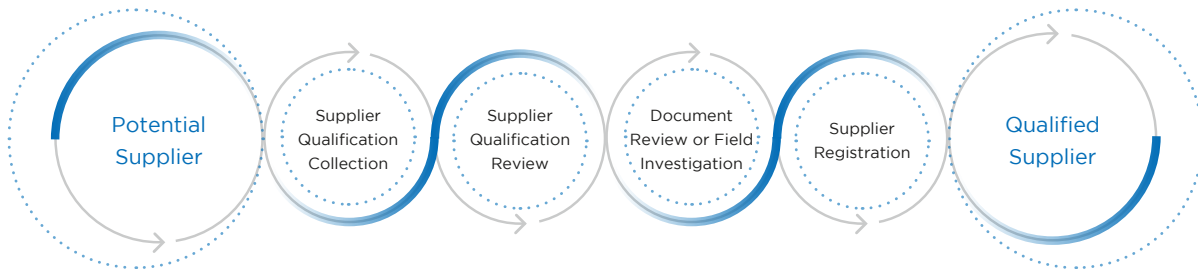 Potential
Supplier
Supplier
Qualification
Collection
Supplier
Qualification
Review
Document
Review or Field
Investigation
Supplier
Registration
Qualified
Supplier